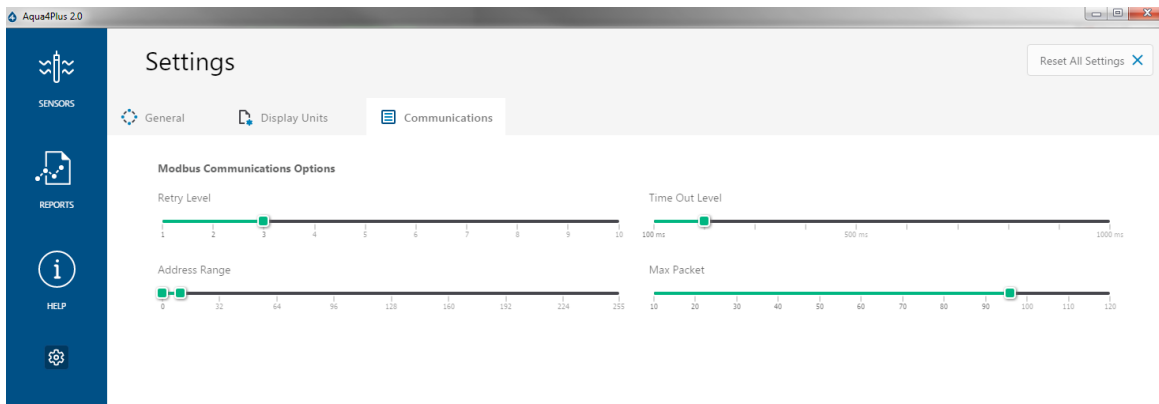 Aqua4Plus 2.0
Settings
Reset All Settings
SENSORS
General
Display Units
Communications
Modbus Communications Options
Retry Level
1 2 3 4 5 6 7 8 9 10
Time Out Level
100 ms 500 ms 1000 ms
REPORTS
HELP
Address Range
0 32 64 96 128 160 192 224 255
Max Packet
10 20 30 40 50 60 70 80 90 100 110 120